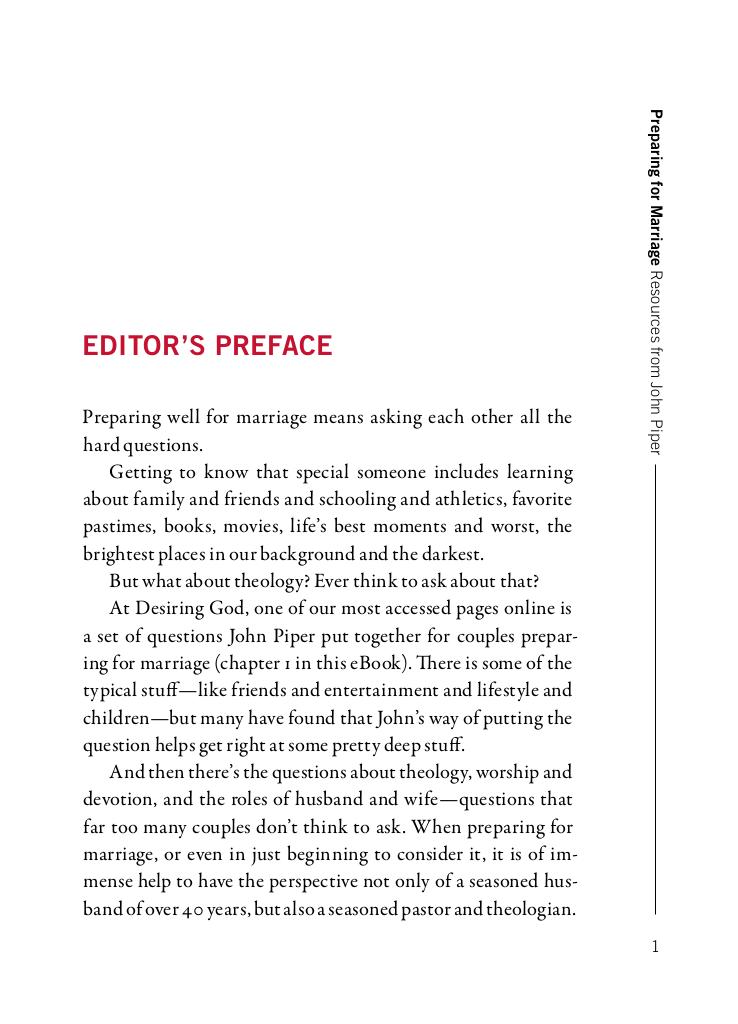 Preparing for Marriage Resources from John Piper
EDITOR’S PREFACE
Preparing well for marriage means asking each other all the
hard questions.
Getting to know that special someone includes learning
about family and friends and schooling and athletics, favorite
pastimes, books, movies, life’s best moments and worst, the
brightest places in our background and the darkest.
But what about theology? Ever think to ask about that?
At Desiring God, one of our most accessed pages online is
a set of questions John Piper put together for couples prepar-
ing for marriage (chapter 1 in this eBook). There is some of the
typical stuff—like friends and entertainment and lifestyle and
children—but many have found that John’s way of putting the
question helps get right at some pretty deep stuff.
And then there’s the questions about theology, worship and
devotion, and the roles of husband and wife—questions that
far too many couples don’t think to ask. When preparing for
marriage, or even in just beginning to consider it, it is of im-
mense help to have the perspective not only of a seasoned hus-
band of over 40 years, but also a seasoned pastor and theologian.
1